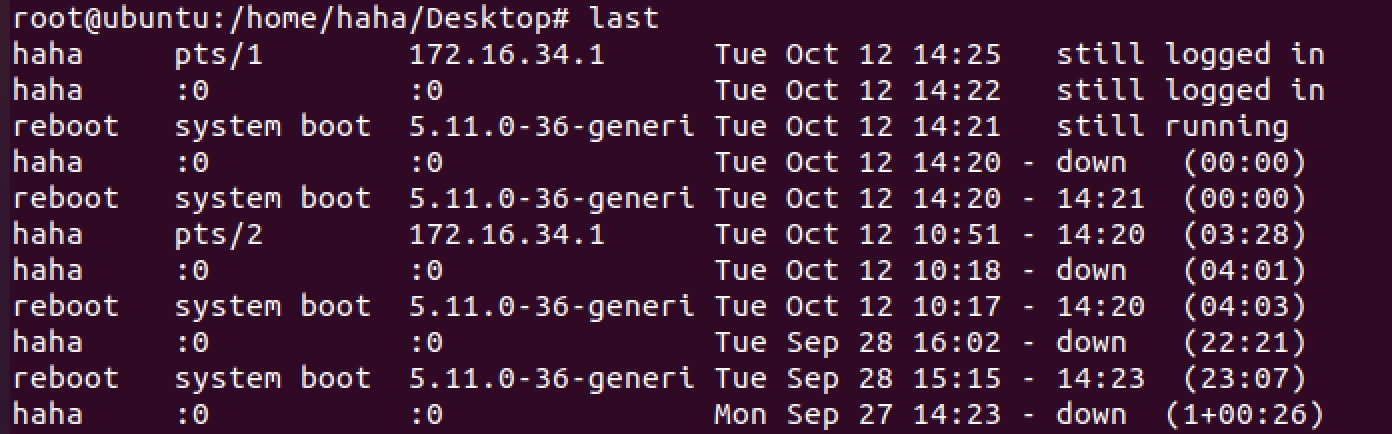 root@ubuntu:/home/haha/Desktop# last
haha     pts/1        172.16.34.1      Tue Oct 12 14:25   still logged in
haha     :0           :0               Tue Oct 12 14:22   still logged in
reboot   system boot  5.11.0-36-generi Tue Oct 12 14:21   still running
haha     :0           :0               Tue Oct 12 14:20 - down   (00:00)
reboot   system boot  5.11.0-36-generi Tue Oct 12 14:20 - 14:21  (00:00)
haha     pts/2        172.16.34.1      Tue Oct 12 10:51 - 14:20  (03:28)
haha     :0           :0               Tue Oct 12 10:18 - down   (04:01)
reboot   system boot  5.11.0-36-generi Tue Oct 12 10:17 - 14:20  (04:03)
haha     :0           :0               Tue Sep 28 16:02 - down   (22:21)
reboot   system boot  5.11.0-36-generi Tue Sep 28 15:15 - 14:23  (23:07)
haha     :0           :0               Mon Sep 27 14:23 - down  (1+00:26)